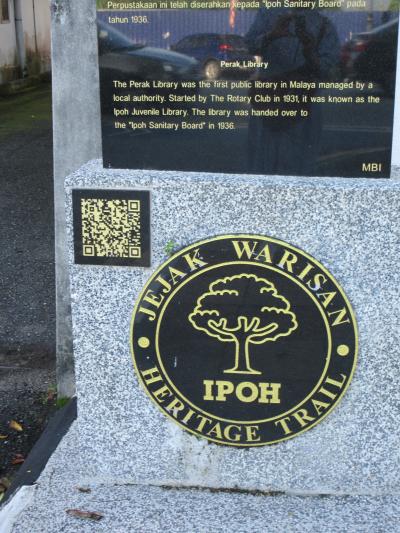 Perpustakaan ini telah diserahkan kepada "Ipoh Sanitary Board" pada
tahun 1936.
Perak Library
The Perak Library was the first public library in Malaya managed by a
local authority. Started by The Rotary Club in 1931, it was known as the
Ipoh Juvenile Library. The library was handed over to
the "Ipoh Sanitary Board" in 1936.
MBI
JEJAK WARISAN
IPOH
HERITAGE TRAIL